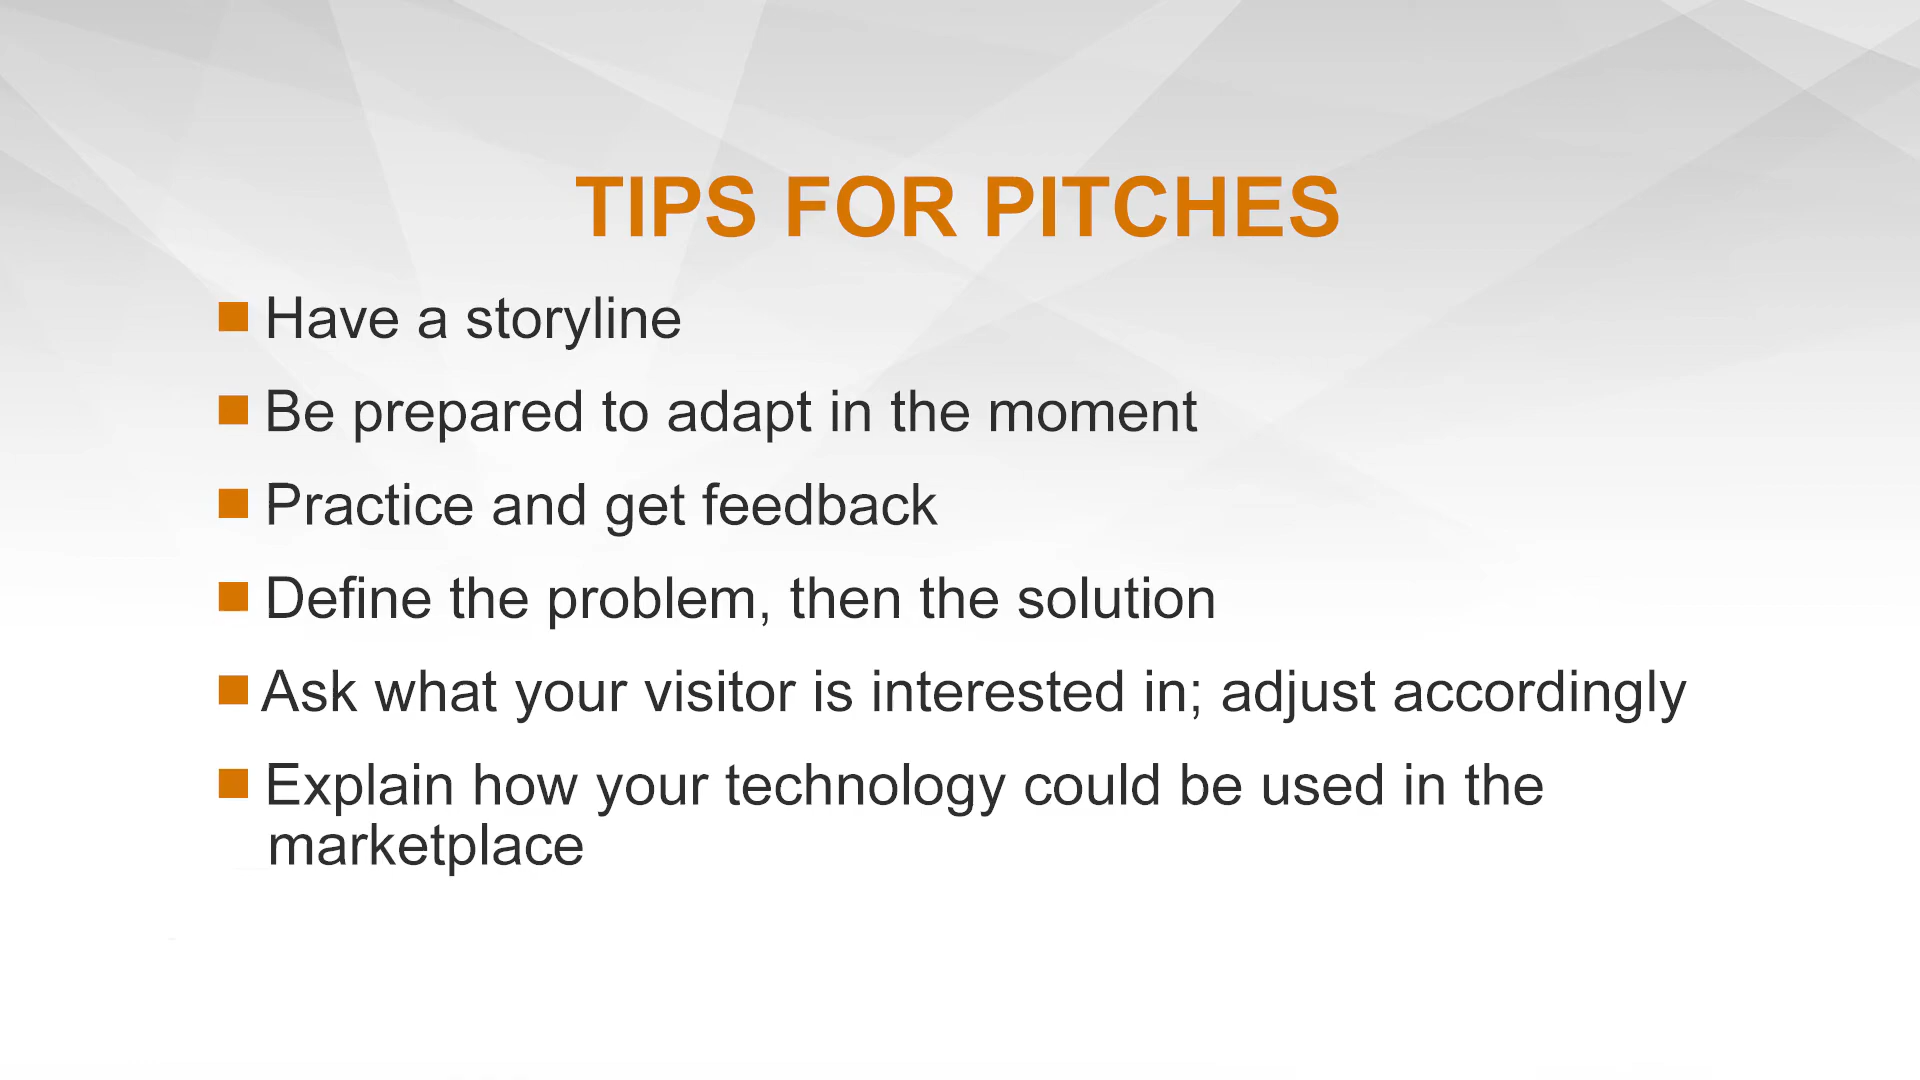 TIPS FOR PITCHES
Have a storyline
Be prepared to adapt in the moment
Practice and get feedback
Define the problem, then the solution
Ask what your visitor is interested in; adjust accordingly
Explain how your technology could be used in the
marketplace